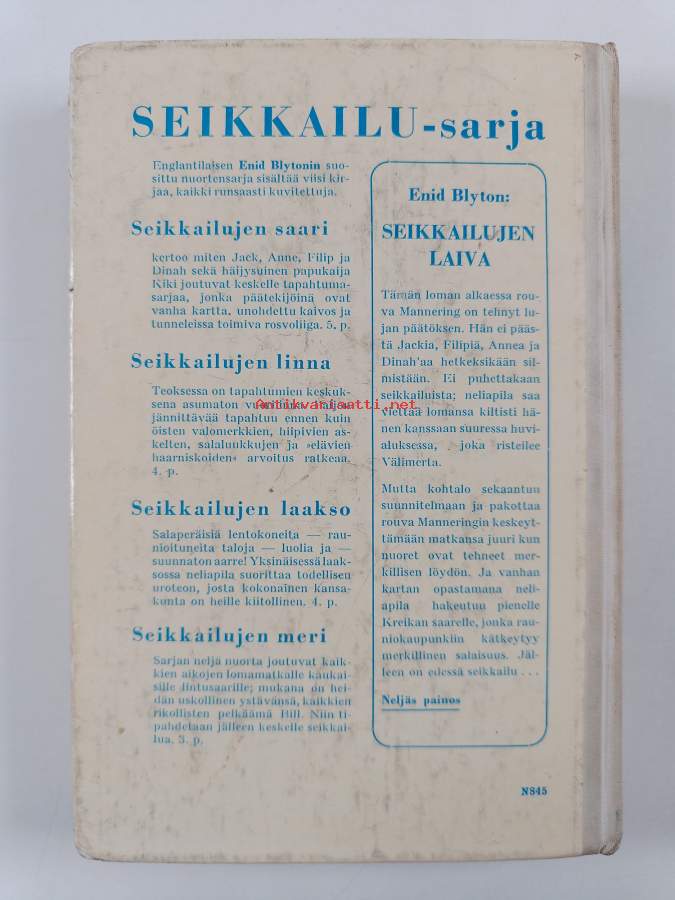 SEIKKAILU-sarja
Englantilaisen Enid Blytonin suo-
sittu nuortensarja sisältää viisi kir-
jaa, kaikki runsaasti kuvitettuja.
Seikkailujen saari
kertoo miten Jack, Anne, Filip ja
Dinah sekä häijysuinen papukaija
Kiki joutuvat keskelle tapahtuma-
sarjaa, jonka päätekijöinä ovat
vanha kartta, unohdettu kaivos ja
tunneleissa toimiva rosvoliiga. 5. p.
Seikkailujen linna
Teoksessa on tapahtumien keskuk-
sena asumaton
jännittävää tapahtuu ennen kuin
öisten valomerkkien, hiipivien as-
kelten, salaluukkujen ja »elävien
haarniskoiden» arvoitus ratkeaa.
4. p.
Seikkailujen laakso
Salaperäisiä lentokoneita — rau-
nioituneita taloja — luolia ja —
suunnaton aarre! Yksinäisessä laak-
sossa neliapila suorittaa todellisen
uroteon, josta kokonainen kansa-
kunta on heille kiitollinen. 4. p.
Seikkailujen meri
Sarjan neljä nuorta joutuvat kaik-
kien aikojen lomamatkalle kaukai-
sille lintusaarille; mukana on hei-
dän uskollinen ystävänsä, kaikkien
rikollisten pelkäämä Bill. Niin ti-
pahdetaan jälleen keskelle seikkai-
lua. 3. p.
Enid Blyton:
SEIKKAILUJEN
LAIVA
Tämän loman alkaessa rou-
va Mannering on tehnyt lu-
jan päätöksen. Hän ei pääs-
tä Jackia, Filipiä, Annea ja
Dinah'aa hetkeksikään sil-
mistään. Ei puhettakaan
seikkailuista; neliapila saa
viettää lomansa kiltisti hä-
nen kanssaan suuressa huvi-
aluksessa, joka risteilee
Välimerta.
Mutta kohtalo sekaantuu
suunnitelmaan ja pakottaa
rouva Manneringin keskeyt-
tämään matkansa juuri kun
nuoret ovat tehneet mer-
killisen löydön. Ja vanhan
kartan opastamana neli-
apila hakeutuu pienelle
Kreikan saarelle, jonka rau-
niokaupunkiin kätkeytyy
merkillinen salaisuus. Jäl-
leen on edessä seikkailu . . .
Neljäs painos
N845
Antikvariaatti.net